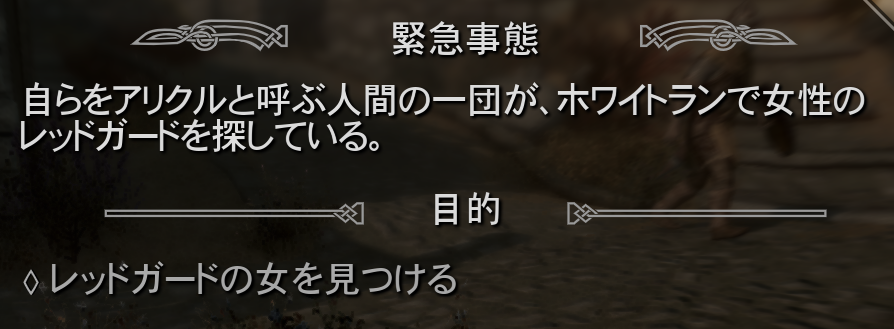 緊急事態
自らをアリクルと呼ぶ人間の一団が、ホワイトランで女性の
レッドガードを探している。
目的
◊ レッドガードの女を見つける